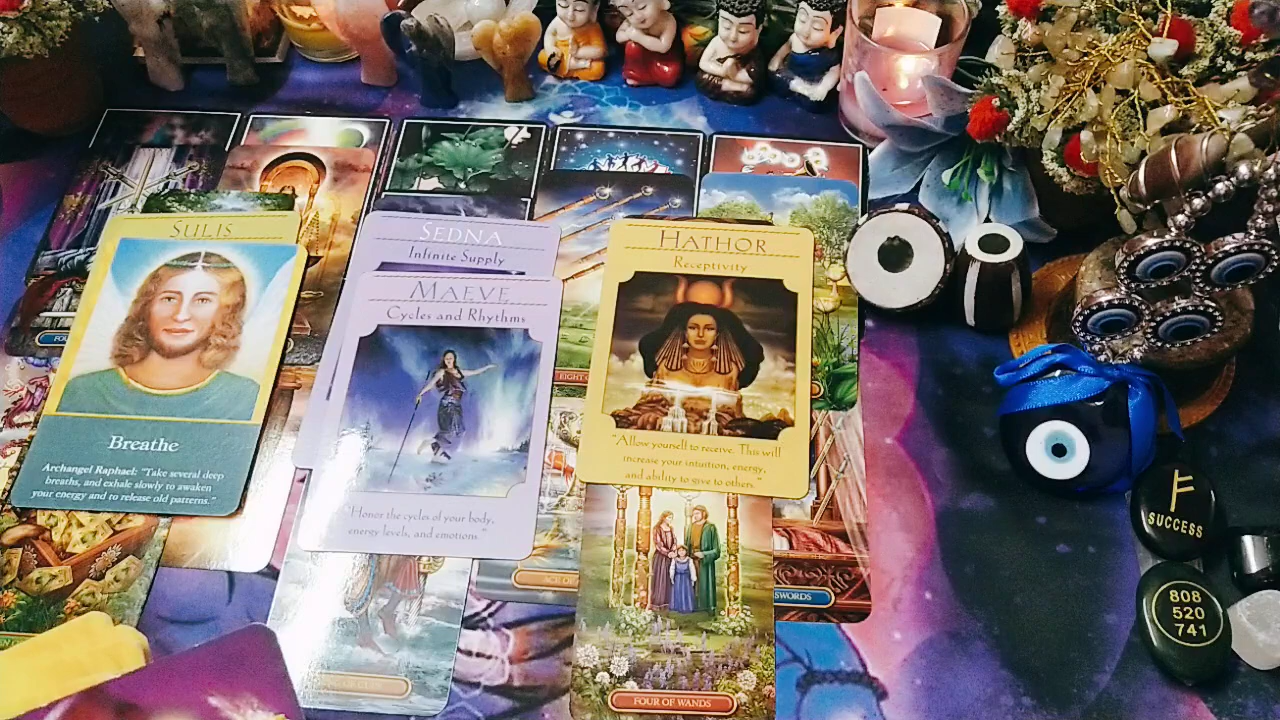 SULIS
Breathe
Archangel Raphael: "Take several deep
breaths, and exhale slowly to awaken
your energy and to release old patterns."
SEDNA
Infinite Supply
MAEVE
Cycles and Rhythms
"Honor the cycles of your body,
energy levels, and emotions."
HATHOR
Receptivity
"Allow yourself to receive. This will
increase your intuition, energy,
and ability to give to others."
EIGHT
ACE OF
SWORDS
FOUR OF WANDS
SUCCESS
808
520
741